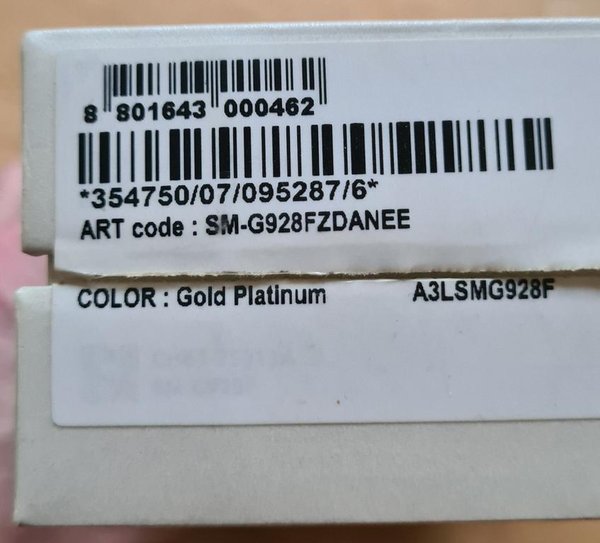 8 801643 000462
*354750/07/095287/6*
ART code : SM-G928FZDANEE
COLOR : Gold Platinum A3LSMG928F